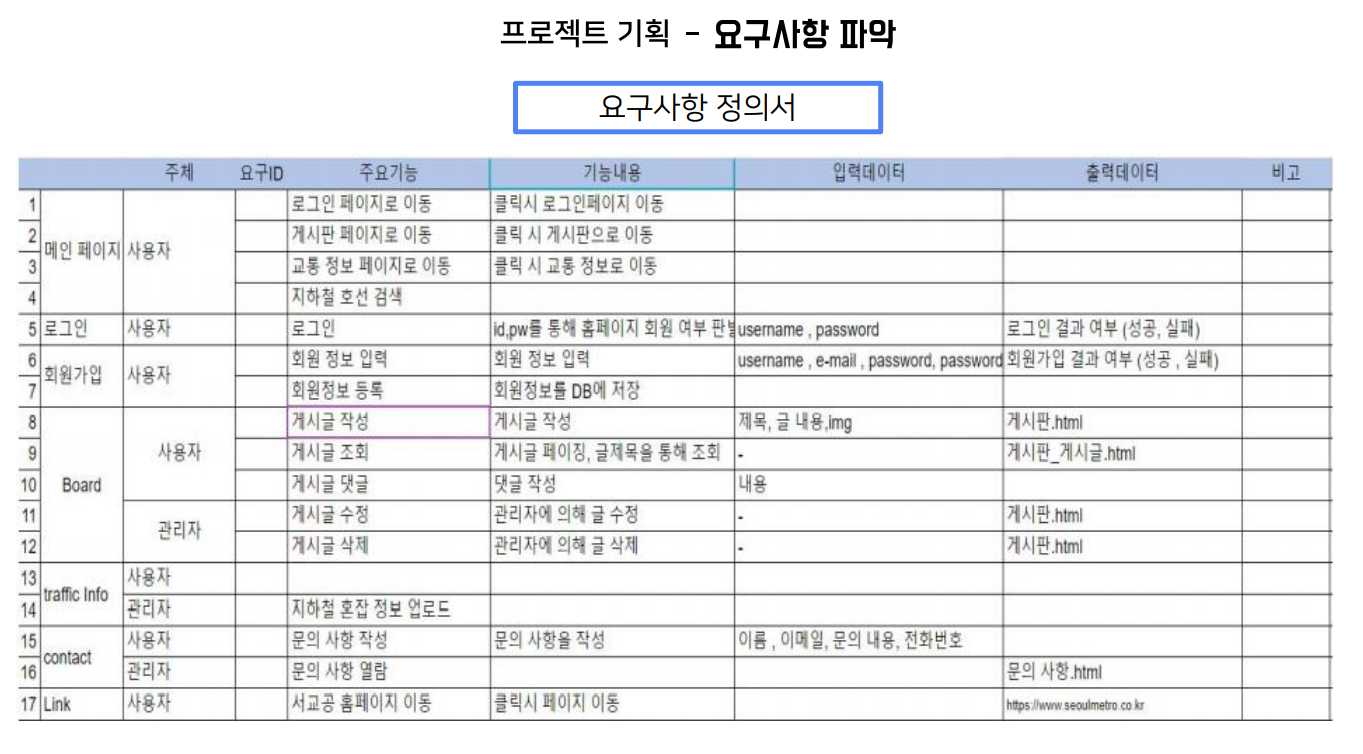 프로젝트 기획 - 요구사항 파악
요구사항 정의서
주체 요구ID 주요기능 기능내용 입력데이터 출력데이터 비고
1 로그인 페이지로 이동 클릭시 로그인페이지 이동
2 게시판 페이지로 이동 클릭 시 게시판으로 이동
메인 페이지 사용자
3 교통 정보 페이지로 이동 클릭 시 교통 정보로 이동
4 지하철 호선 검색
5 로그인 사용자 로그인 id,pw를 통해 홈페이지 회원 여부 판별 username , password 로그인 결과 여부 (성공, 실패)
6 회원 정보 입력 회원 정보 입력 username , e-mail , password, password 회원가입 결과 여부 (성공 , 실패)
회원가입 사용자
7 회원정보 등록 회원정보를 DB에 저장
8 게시글 작성 게시글 작성 제목, 글 내용,img 게시판.html
9 사용자 게시글 조회 게시글 페이징, 글제목을 통해 조회 - 게시판_게시글.html
10 Board 게시글 댓글 댓글 작성 내용
11 게시글 수정 관리자에 의해 글 수정 - 게시판.html
관리자
12 게시글 삭제 관리자에 의해 글 삭제 - 게시판.html
13 사용자
traffic Info
14 관리자 지하철 혼잡 정보 업로드
15 사용자 문의 사항 작성 문의 사항을 작성 이름 , 이메일, 문의 내용, 전화번호
contact
16 관리자 문의 사항 열람 문의 사항.html
17 Link 사용자 서교공 홈페이지 이동 클릭시 페이지 이동 https://www.seoulmetro.co.kr